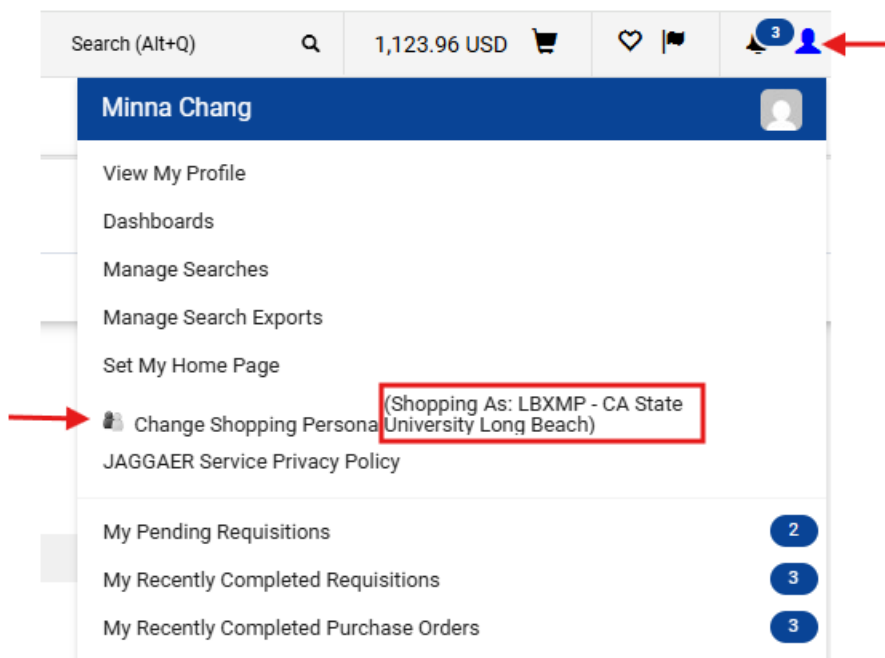 Search (Alt+Q) 1,123.96 USD 3
Minna Chang
View My Profile
Dashboards
Manage Searches
Manage Search Exports
Set My Home Page
Change Shopping Persona (Shopping As: LBXMP - CA State
University Long Beach)
JAGGAER Service Privacy Policy
My Pending Requisitions 2
My Recently Completed Requisitions 3
My Recently Completed Purchase Orders 3